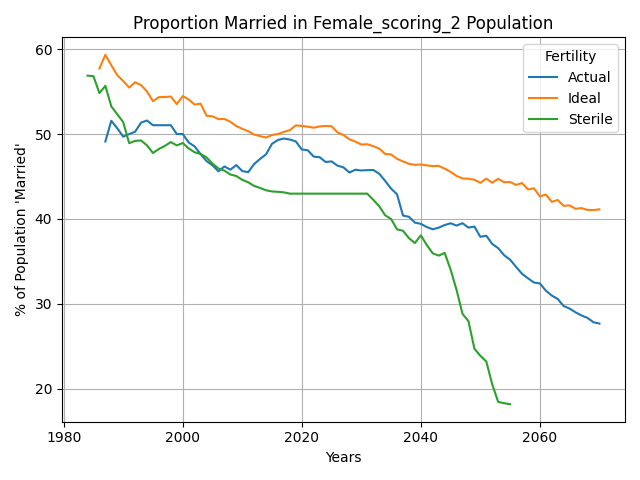 Proportion Married in Female_scoring_2 Population
% of Population 'Married'
60
50
40
30
20
Fertility
Actual
Ideal
Sterile
1980 2000 2020 2040 2060
Years